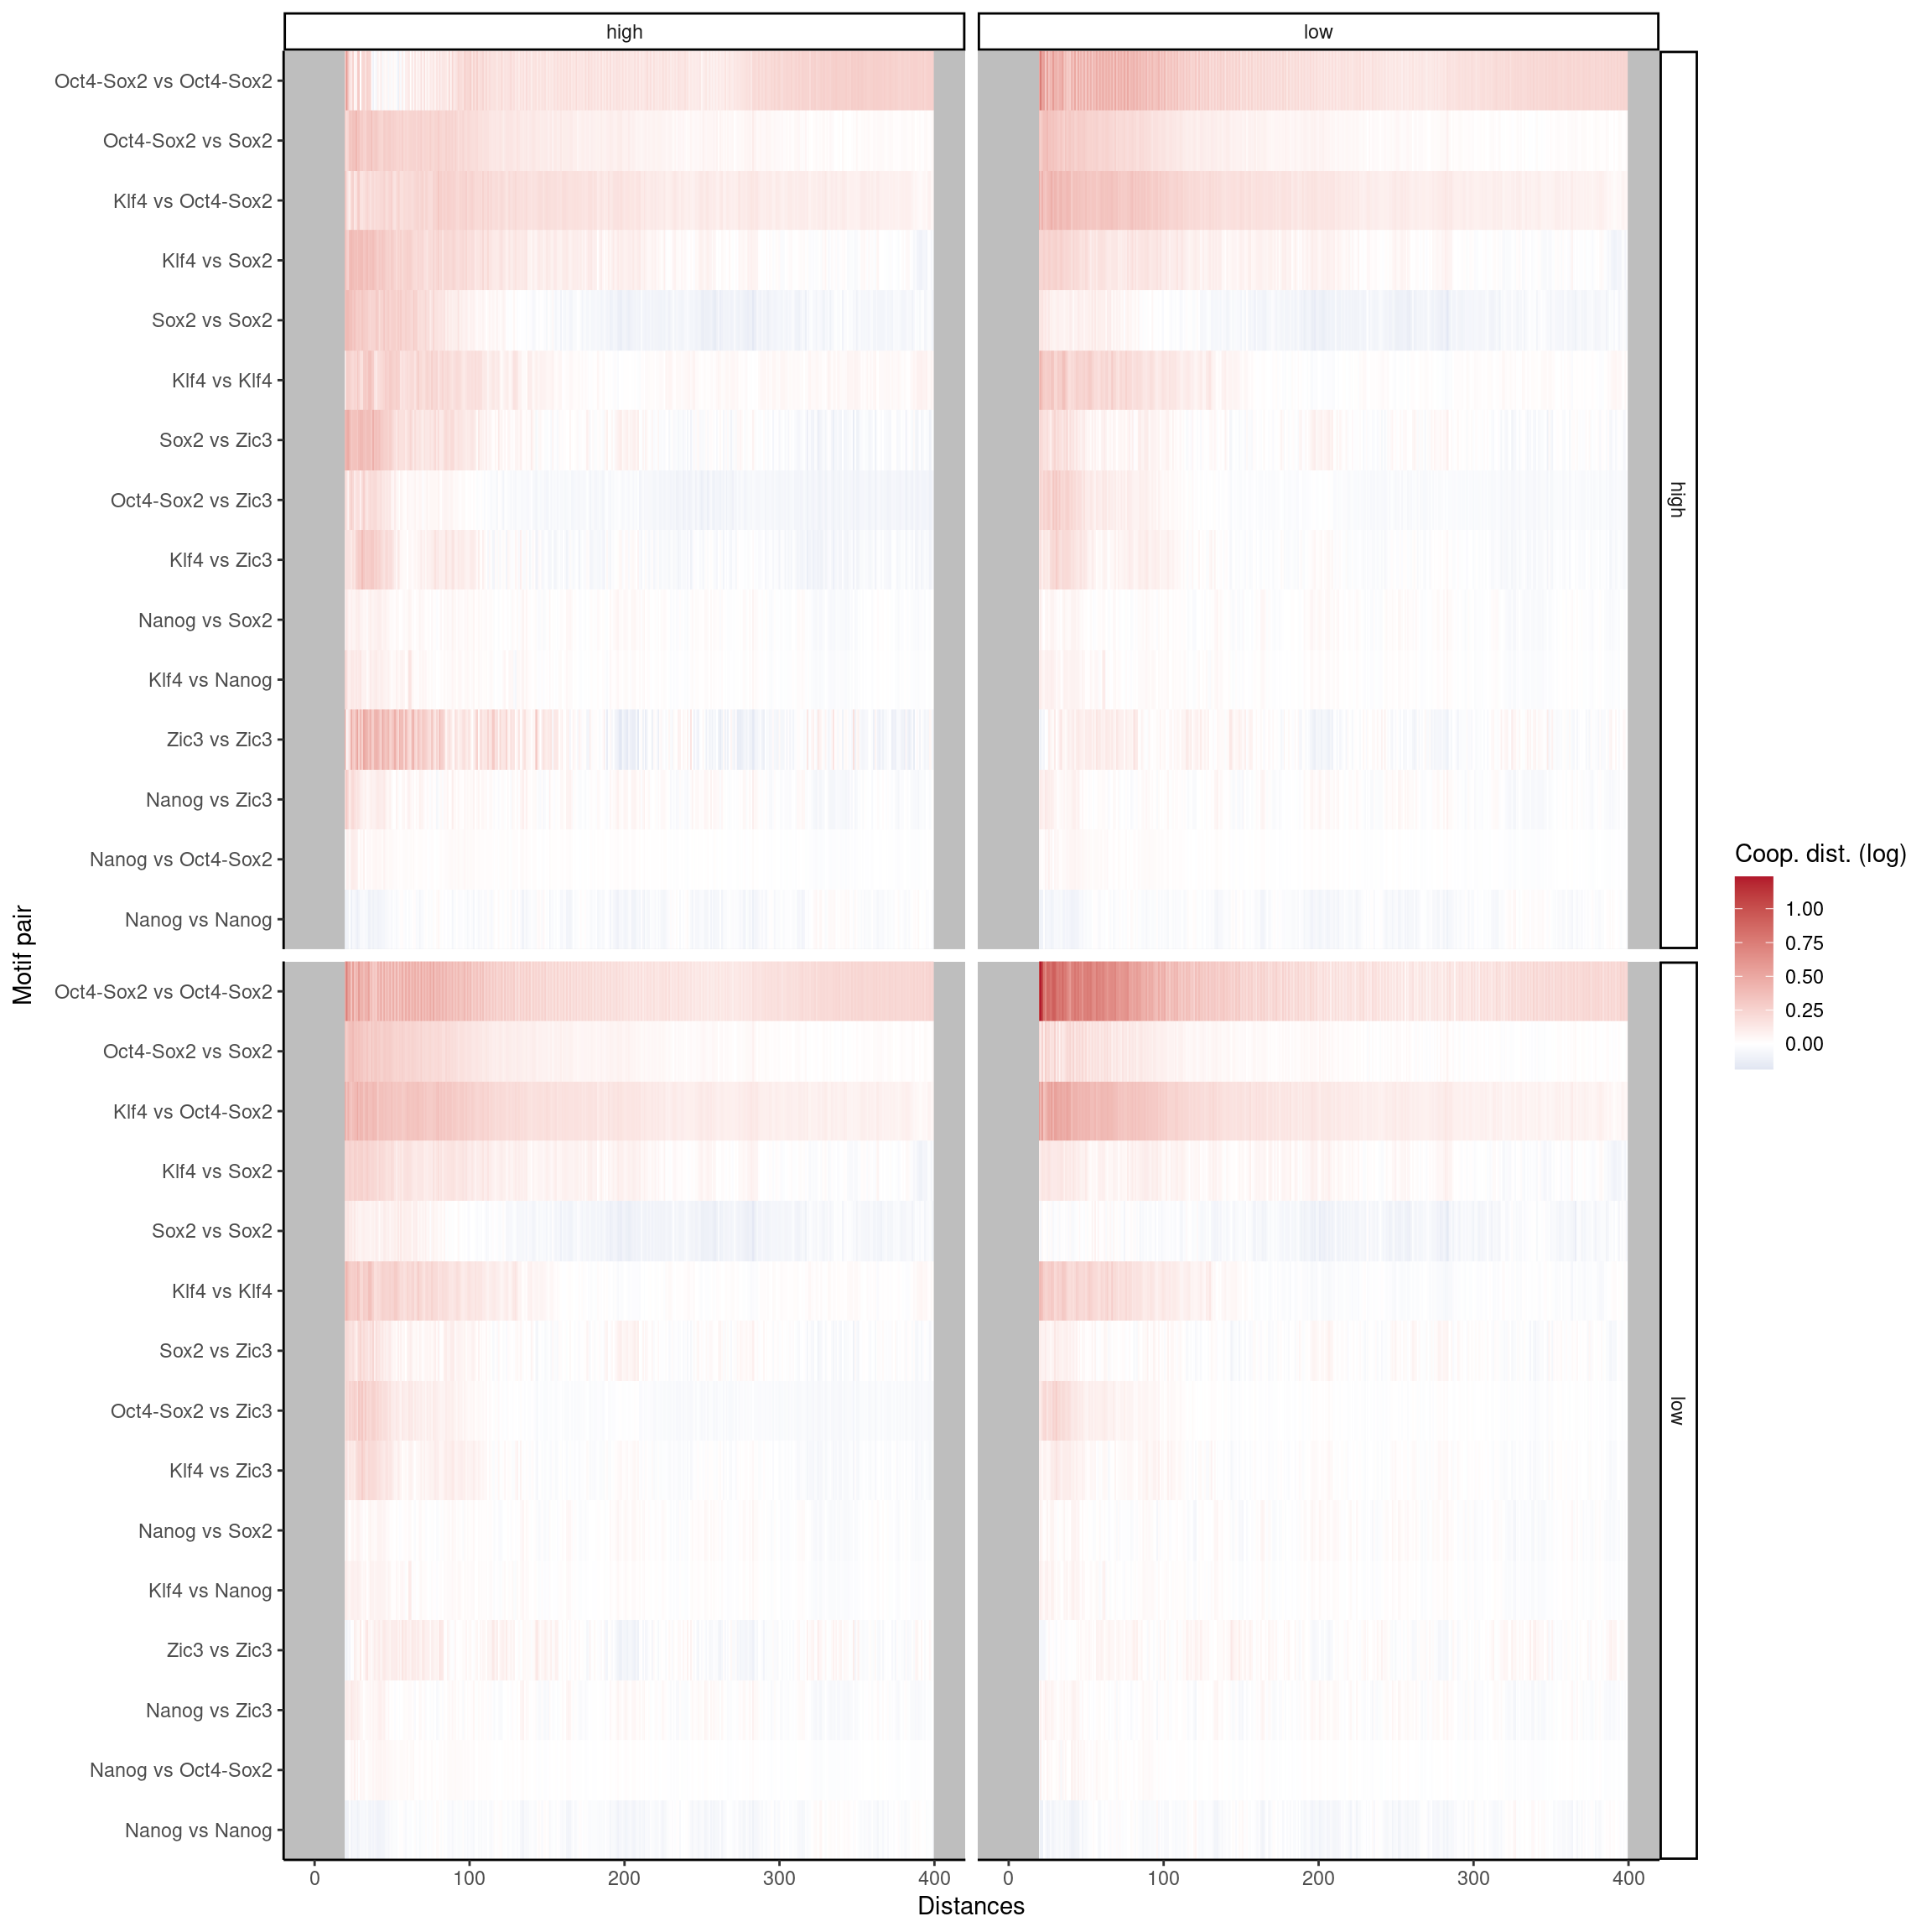 high
low
Oct4-Sox2 vs Oct4-Sox2
Oct4-Sox2 vs Sox2
Klf4 vs Oct4-Sox2
Klf4 vs Sox2
Sox2 vs Sox2
Klf4 vs Klf4
Sox2 vs Zic3
Oct4-Sox2 vs Zic3
Klf4 vs Zic3
Nanog vs Sox2
Klf4 vs Nanog
Zic3 vs Zic3
Nanog vs Zic3
Nanog vs Oct4-Sox2
Nanog vs Nanog
high
Motif pair
Oct4-Sox2 vs Oct4-Sox2
Oct4-Sox2 vs Sox2
Klf4 vs Oct4-Sox2
Klf4 vs Sox2
Sox2 vs Sox2
Klf4 vs Klf4
Sox2 vs Zic3
Oct4-Sox2 vs Zic3
Klf4 vs Zic3
Nanog vs Sox2
Klf4 vs Nanog
Zic3 vs Zic3
Nanog vs Zic3
Nanog vs Oct4-Sox2
Nanog vs Nanog
low
0 100 200 300 400
0 100 200 300 400
Distances
Coop. dist. (log)
1.00
0.75
0.50
0.25
0.00